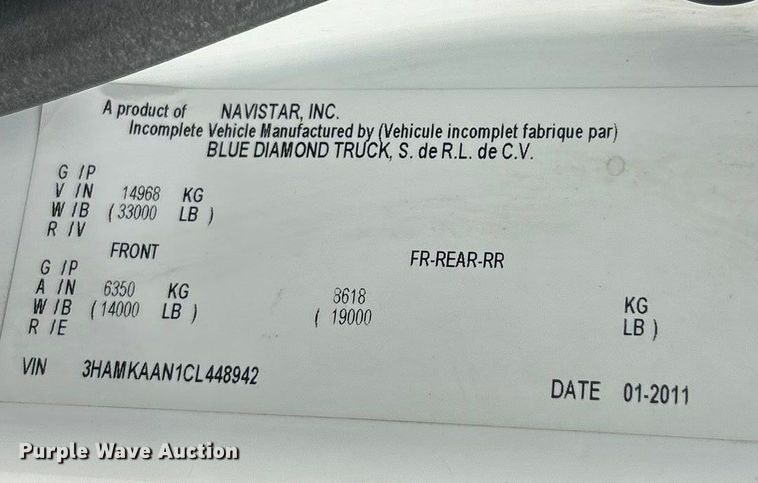 A product of NAVISTAR, INC.
Incomplete Vehicle Manufactured by (Vehicule incomplet fabrique par)
BLUE DIAMOND TRUCK, S. de R.L. de C.V.
G /P
V /N 14968 KG
W /B (33000 LB )
R /V
FRONT FR-REAR-RR
G /P
A /N 6350 KG 8618 KG
W /B (14000 LB ) ( 19000 LB )
R /E
VIN 3HAMKAAN1CL448942
DATE 01-2011
Purple Wave Auction